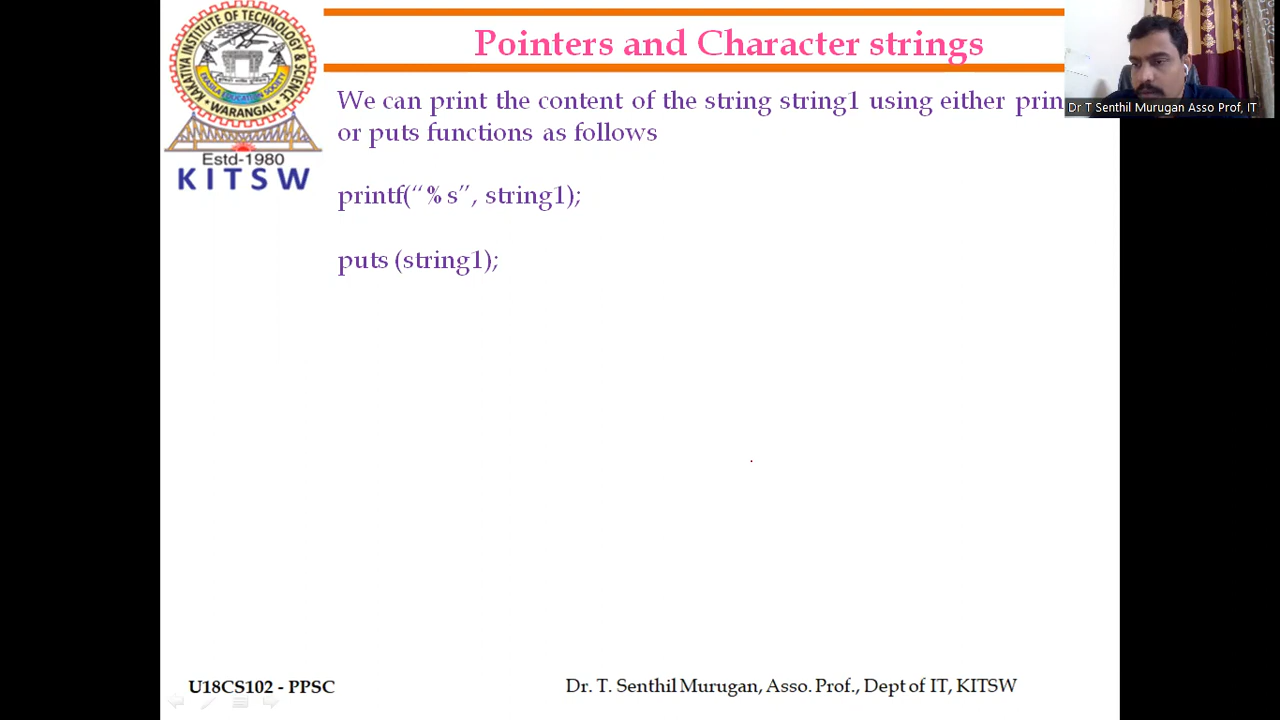 KAKATIYA INSTITUTE OF TECHNOLOGY & SCIENCE
WARANGAL
Estd-1980
KITSW
Pointers and Character strings
Dr T Senthil Murugan Asso Prof, IT
We can print the content of the string string1 using either prin
or puts functions as follows
printf(“% s”, string1);
puts (string1);
U18CS102 - PPSC
Dr. T. Senthil Murugan, Asso. Prof., Dept of IT, KITSW